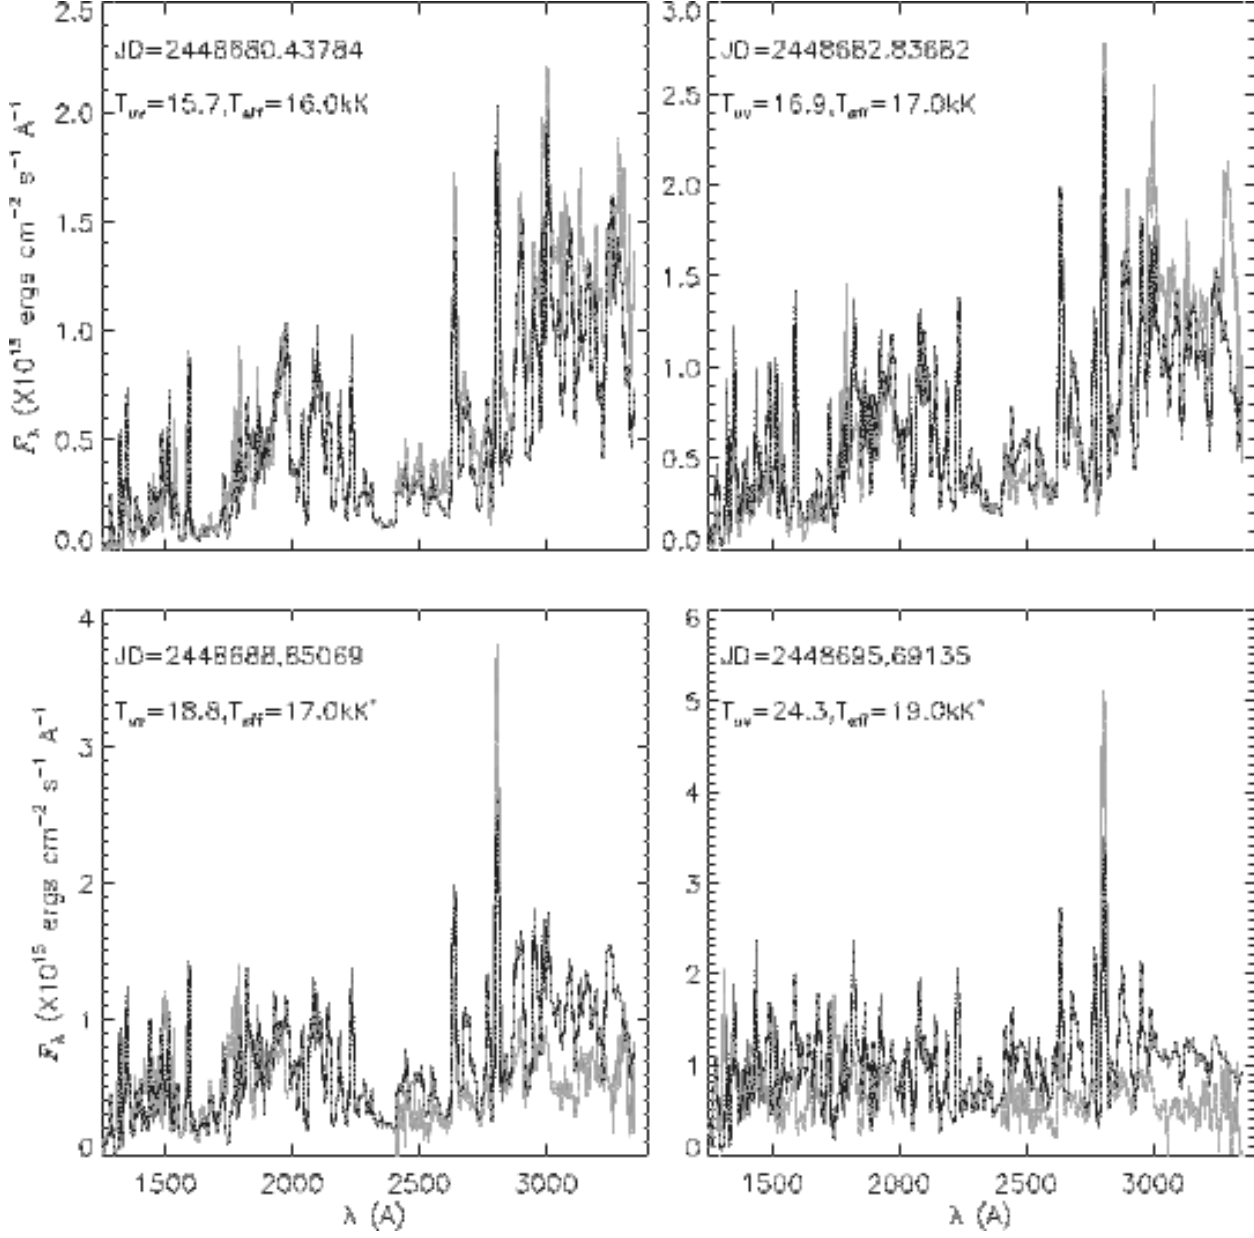 2.5
2.0
1.5
1.0
0.5
0.0
JD=2448680.43784
T_uv=15.7,T_eff=16.0kK
F_λ (X10^13 ergs cm^-2 s^-1 A^-1
3.0
2.5
2.0
1.5
1.0
0.5
0.0
JD=2448682.83682
T_uv=16.9,T_eff=17.0kK
4
3
2
1
0
JD=2448688.85069
T_uv=18.8,T_eff=17.0kK*
F_λ (X10^15 ergs cm^-2 s^-1 A^-1
1500 2000 2500 3000
λ (A)
6
5
4
3
2
1
0
JD=2448695.69135
T_uv=24.3,T_eff=19.0kK*
1500 2000 2500 3000
λ (A)